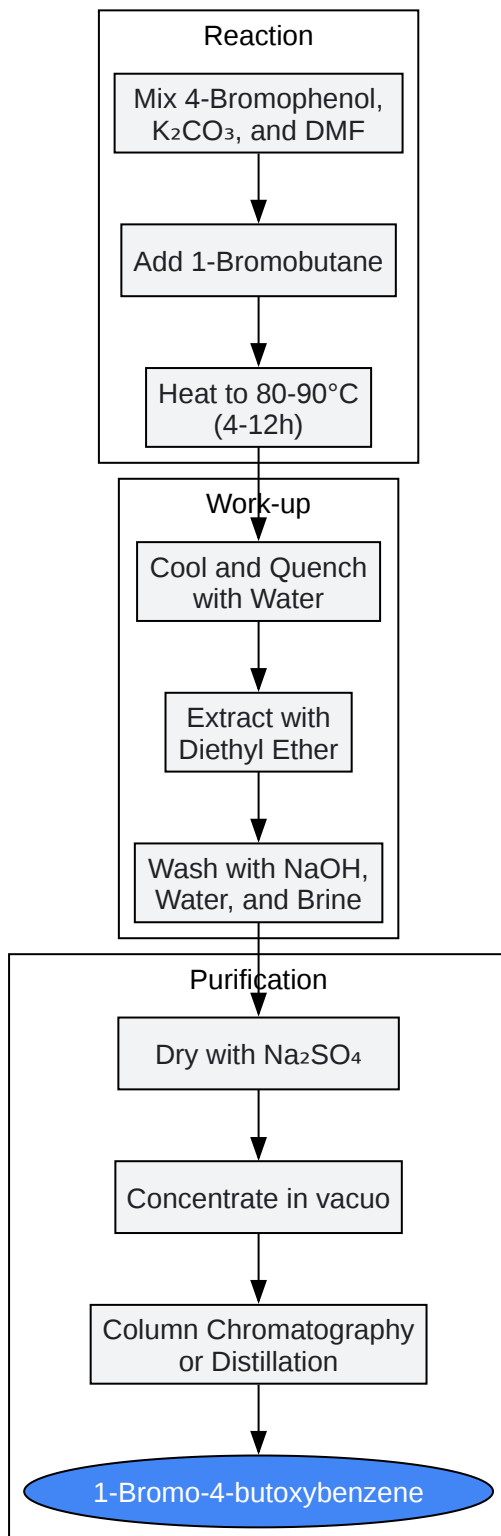 Reaction
Mix 4-Bromophenol,
K₂CO₃, and DMF
Add 1-Bromobutane
Heat to 80-90°C
(4-12h)
Work-up
Cool and Quench
with Water
Extract with
Diethyl Ether
Wash with NaOH,
Water, and Brine
Purification
Dry with Na₂SO₄
Concentrate in vacuo
Column Chromatography
or Distillation
1-Bromo-4-butoxybenzene